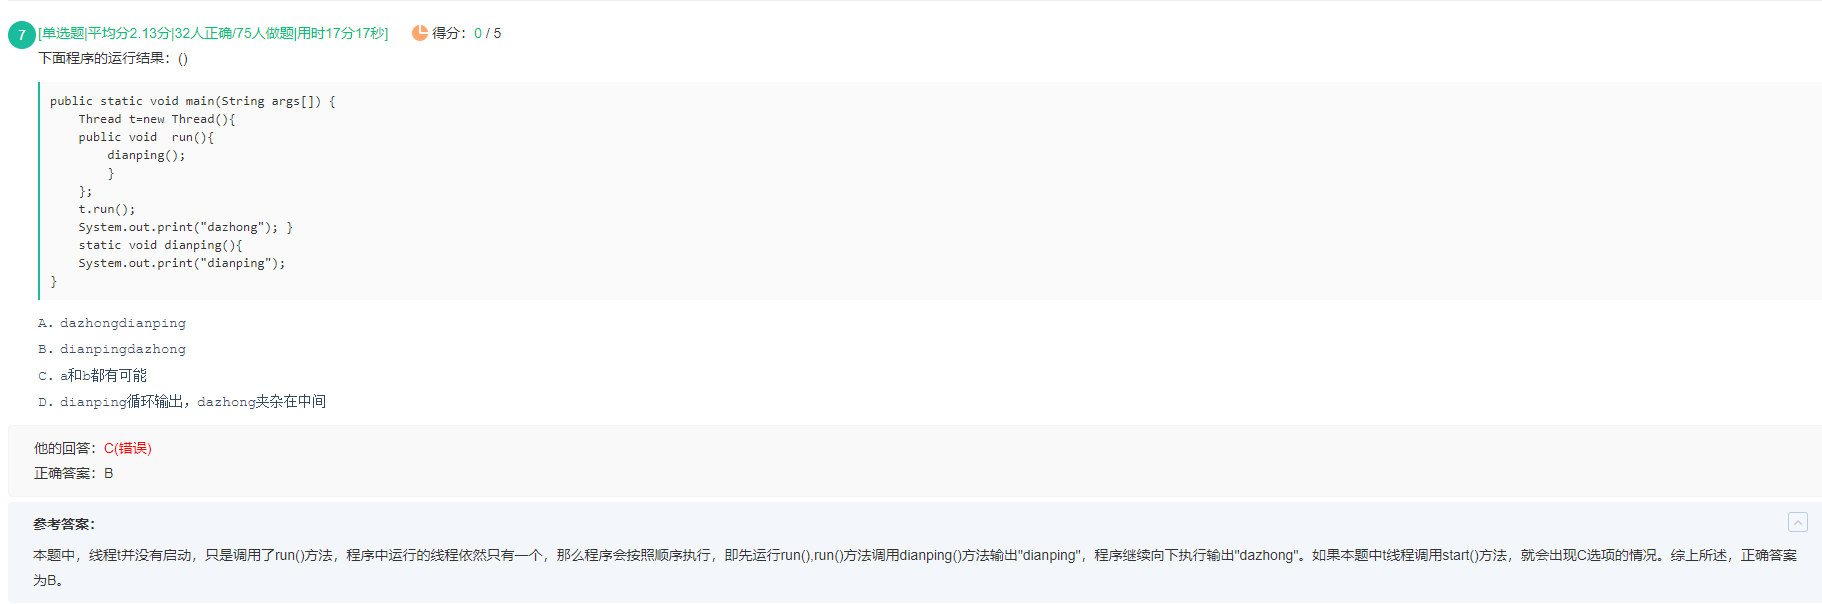 7 [单选题|平均分2.13分|32人正确/75人做题|用时17分17秒] 得分：0 / 5
下面程序的运行结果：()
public static void main(String args[]) {
    Thread t=new Thread(){
    public void  run(){
        dianping();
        }
    };
    t.run();
    System.out.print("dazhong"); }
    static void dianping(){
    System.out.print("dianping");
}
A. dazhongdianping
B. dianpingdazhong
C. a和b都有可能
D. dianping循环输出，dazhong夹杂在中间
他的回答：C(错误)
正确答案：B
参考答案：
本题中，线程t并没有启动，只是调用了run()方法，程序中运行的线程依然只有一个，那么程序会按照顺序执行，即先运行run(),run()方法调用dianping()方法输出"dianping"，程序继续向下执行输出"dazhong"。如果本题中t线程调用start()方法，就会出现C选项的情况。综上所述，正确答案
为B。